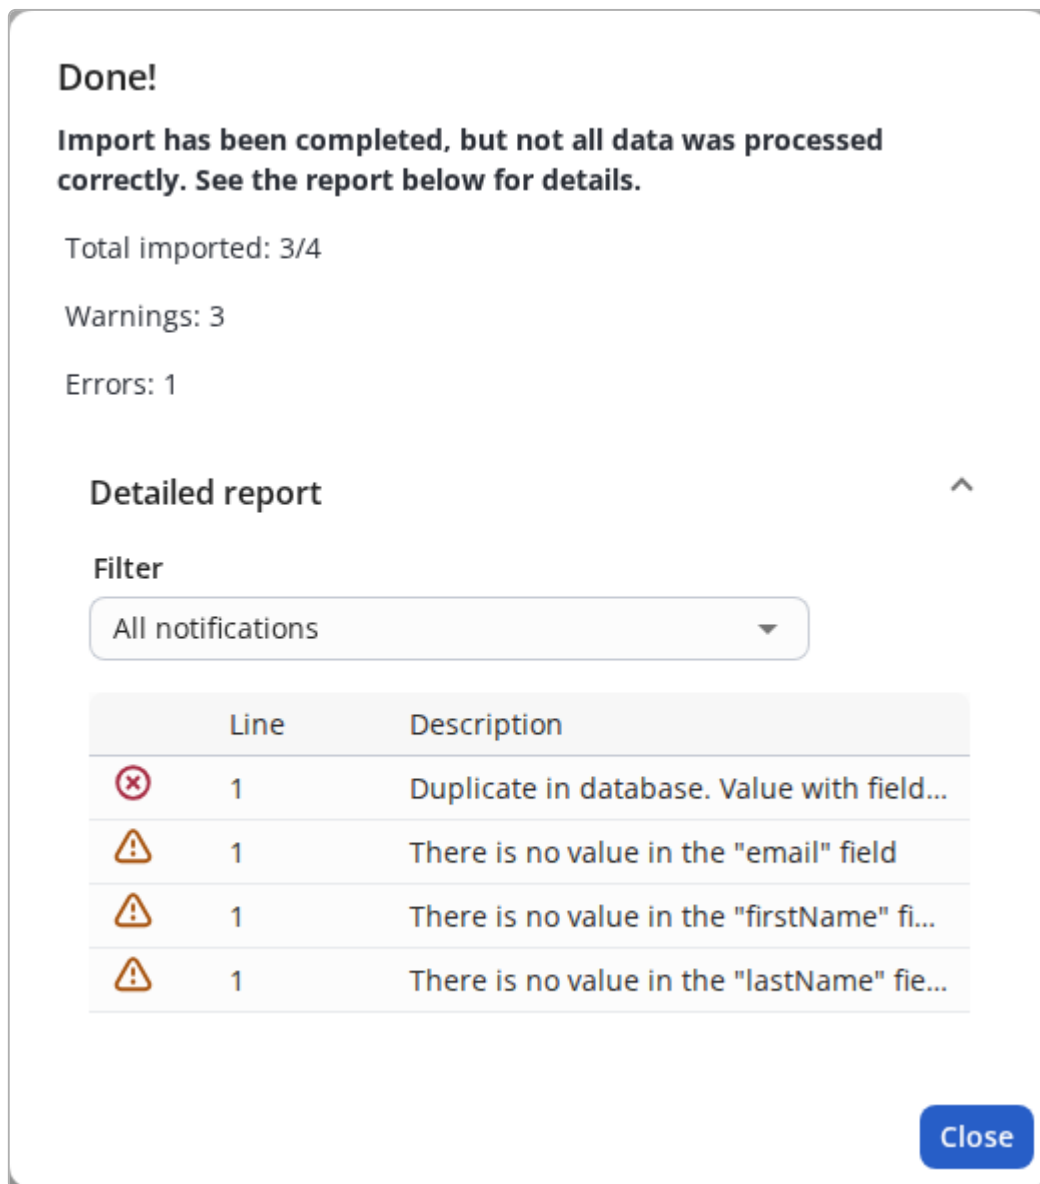 Done!
Import has been completed, but not all data was processed
correctly. See the report below for details.
Total imported: 3/4
Warnings: 3
Errors: 1
Detailed report
Filter
All notifications
Line Description
1 Duplicate in database. Value with field...
1 There is no value in the "email" field
1 There is no value in the "firstName" fi...
1 There is no value in the "lastName" fie...
Close